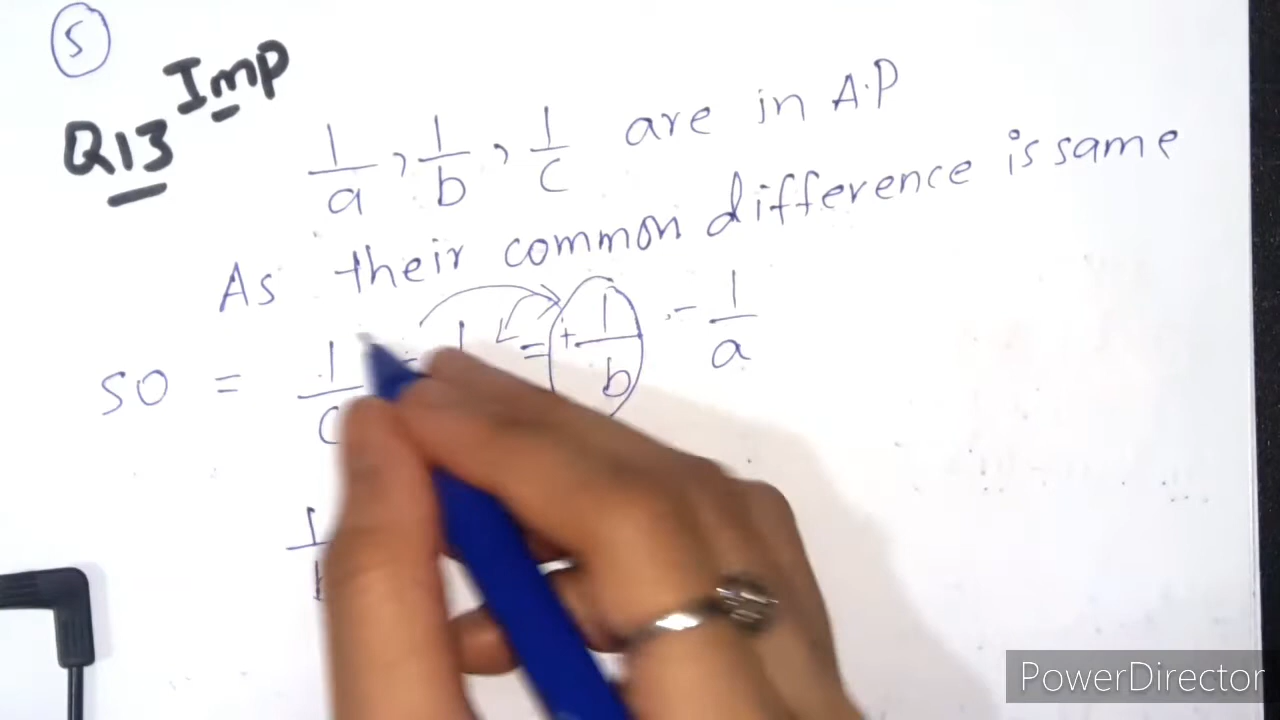 5
Q13 Imp
1/a , 1/b , 1/c are in A.P
As their common difference is same
so = 1/c - 1 = + 1/b - 1/a
1
PowerDirector